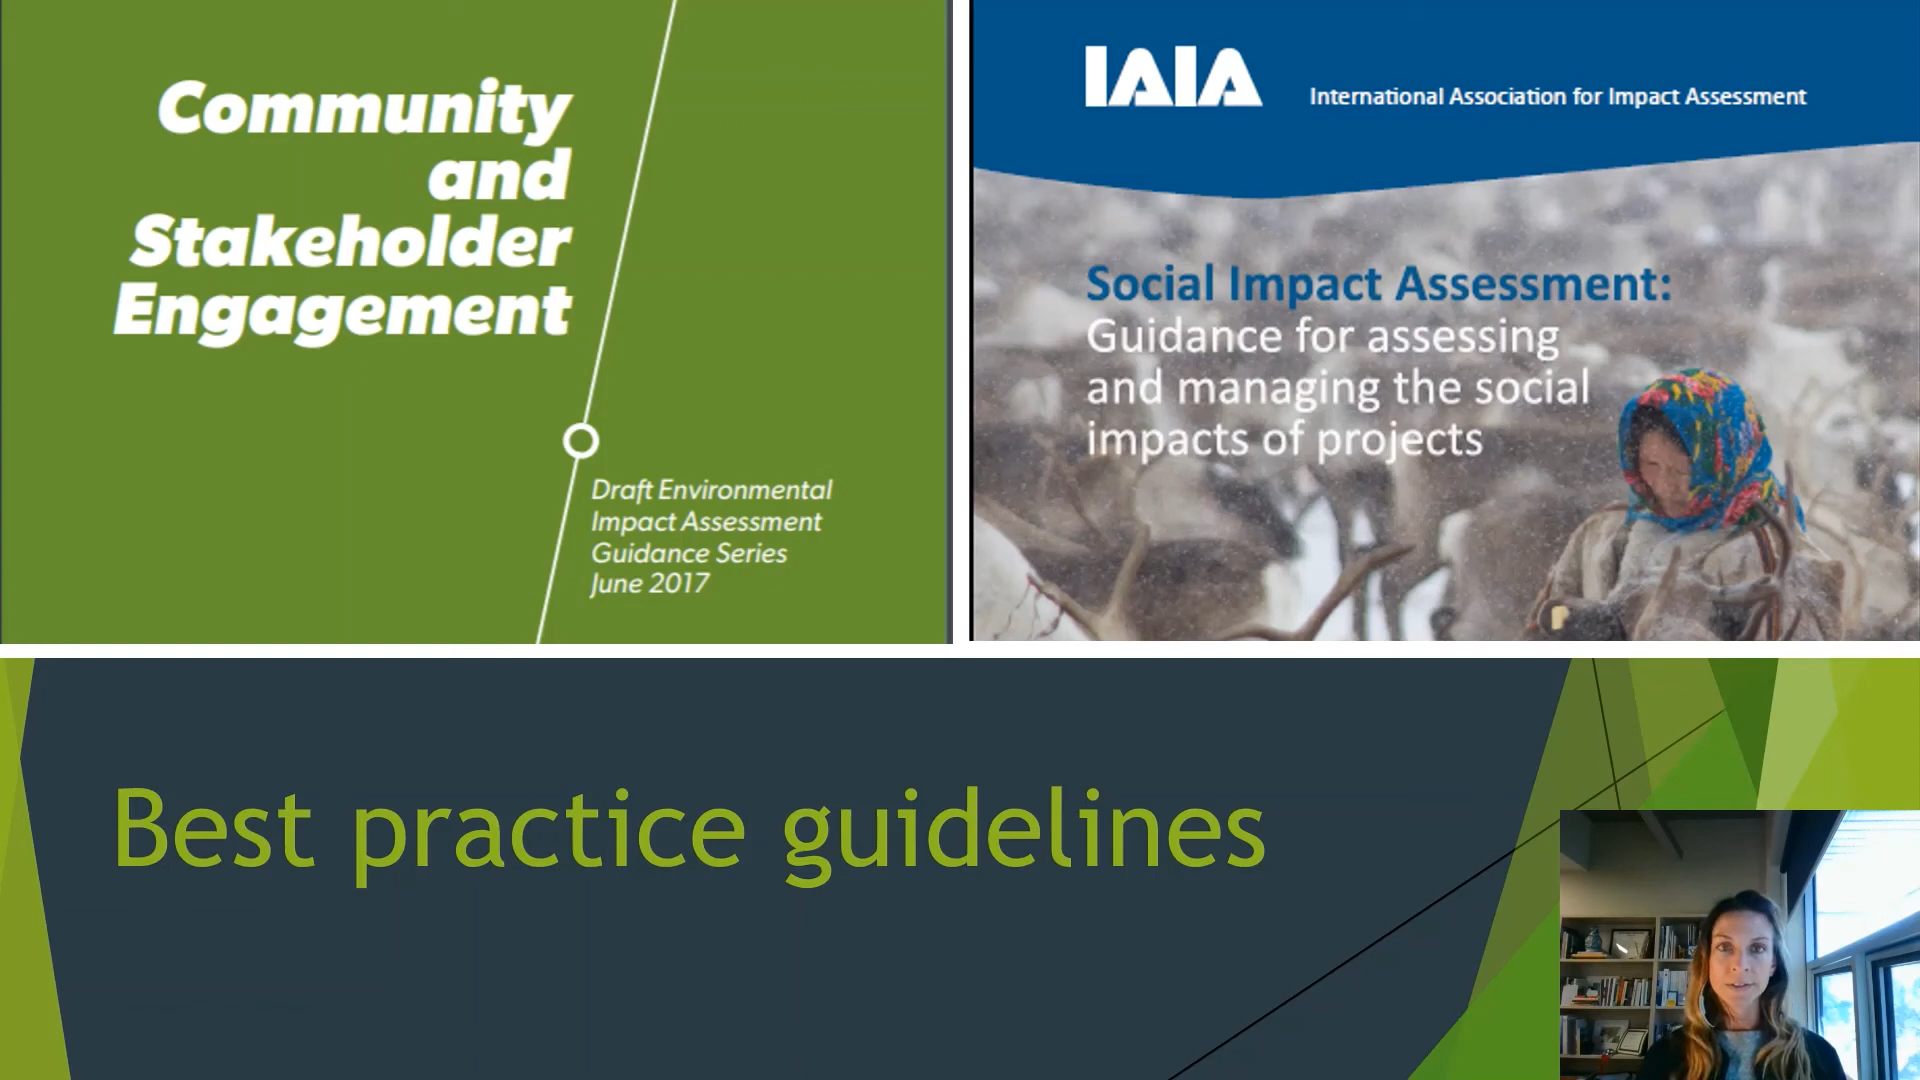 Community
and
Stakeholder
Engagement
Draft Environmental
Impact Assessment
Guidance Series
June 2017
IAIA
International Association for Impact Assessment
Social Impact Assessment:
Guidance for assessing
and managing the social
impacts of projects
Best practice guidelines